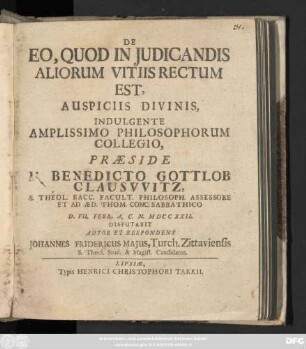 DE
EO, QUOD IN JUDICANDIS
ALIORUM VITIIS RECTUM
EST,
AUSPICIIS DIVINIS,
INDULGENTE
AMPLISSIMO PHILOSOPHORUM
COLLEGIO,
PRÆSIDE
M. BENEDICTO GOTTLOB
CLAUSVVITZ,
S. THEOL. BACC. FACULT. PHILOSOPH. ASSESSORE
ET AD ÆD. THOM. CONC. SABBATHICO
D. VII. FEBR. A. C. N. MDCCXXII.
DISPUTABIT
AUTOR ET RESPONDENS
JOHANNES FRIDERICUS MAJUS, Turch. Zittaviensis
S. Theol. Stud. & Magist. Candidatus.
LIPSIÆ,
Typis HENRICI CHRISTOPHORI TAKKII.